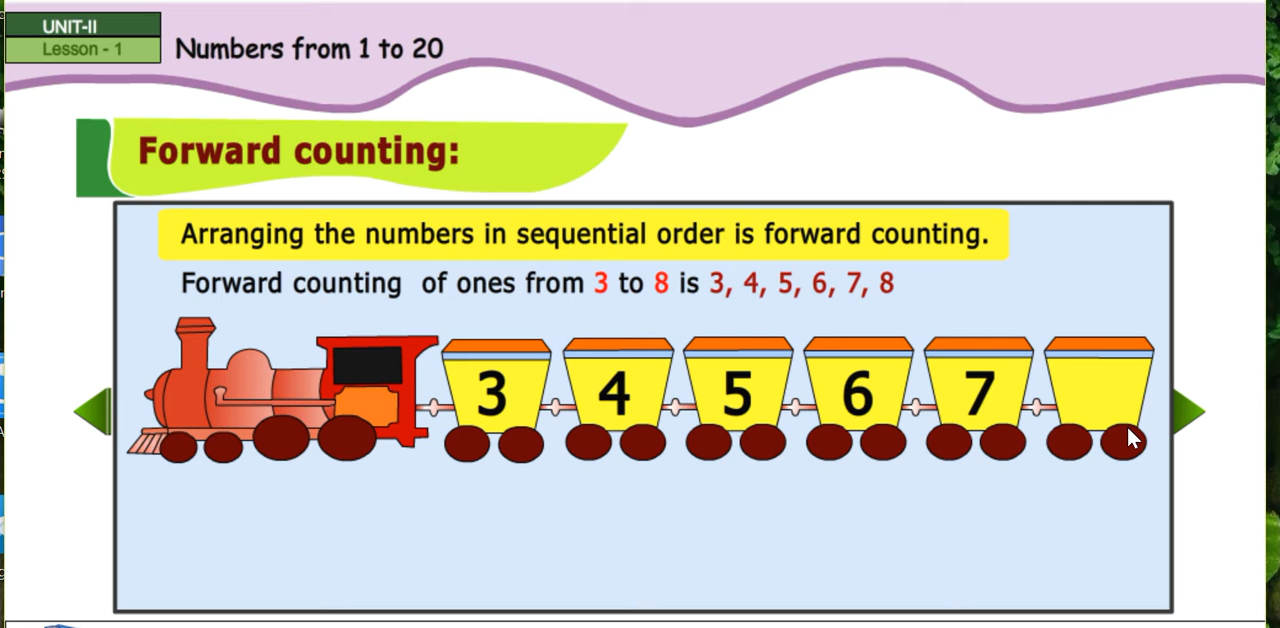 UNIT-II
Lesson - 1
Numbers from 1 to 20
Forward counting:
Arranging the numbers in sequential order is forward counting.
Forward counting of ones from 3 to 8 is 3, 4, 5, 6, 7, 8
3 4 5 6 7